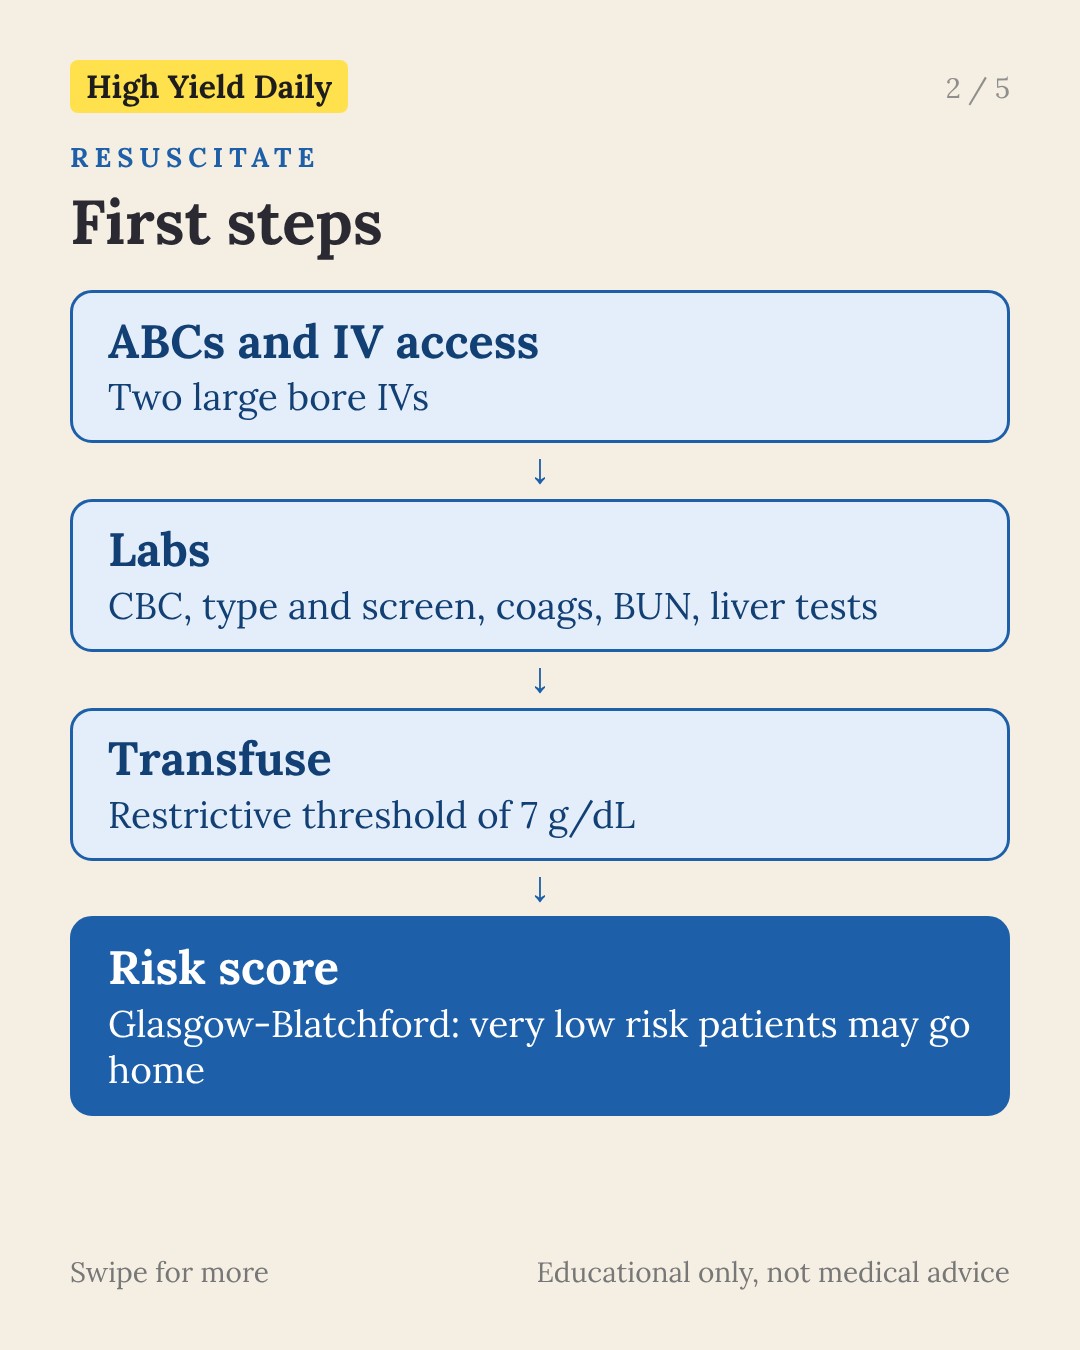 High Yield Daily
2 / 5
RESUSCITATE
First steps
ABCs and IV access
Two large bore IVs
↓
Labs
CBC, type and screen, coags, BUN, liver tests
↓
Transfuse
Restrictive threshold of 7 g/dL
↓
Risk score
Glasgow-Blatchford: very low risk patients may go
home
Swipe for more
Educational only, not medical advice